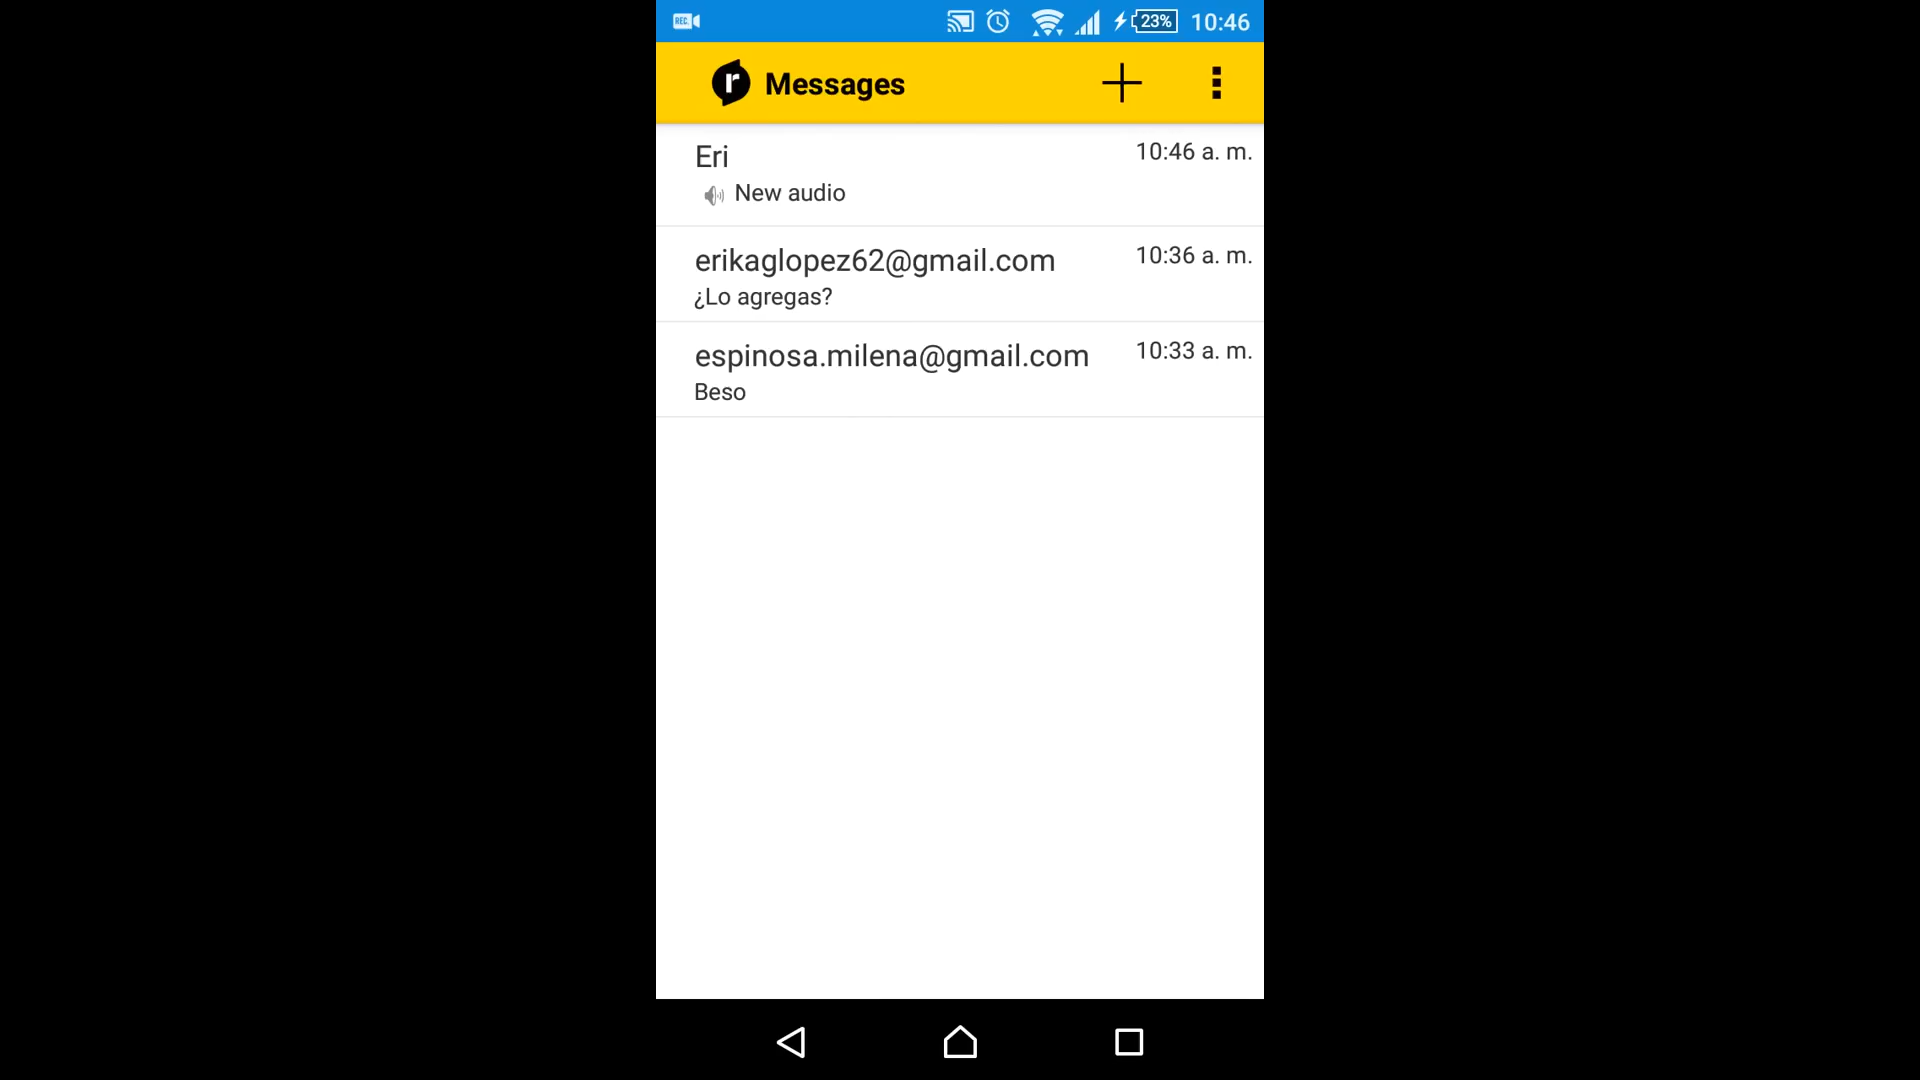 REC
23%
10:46
r Messages
Eri
10:46 a. m.
New audio
erikaglopez62@gmail.com
10:36 a. m.
¿Lo agregas?
espinosa.milena@gmail.com
10:33 a. m.
Beso